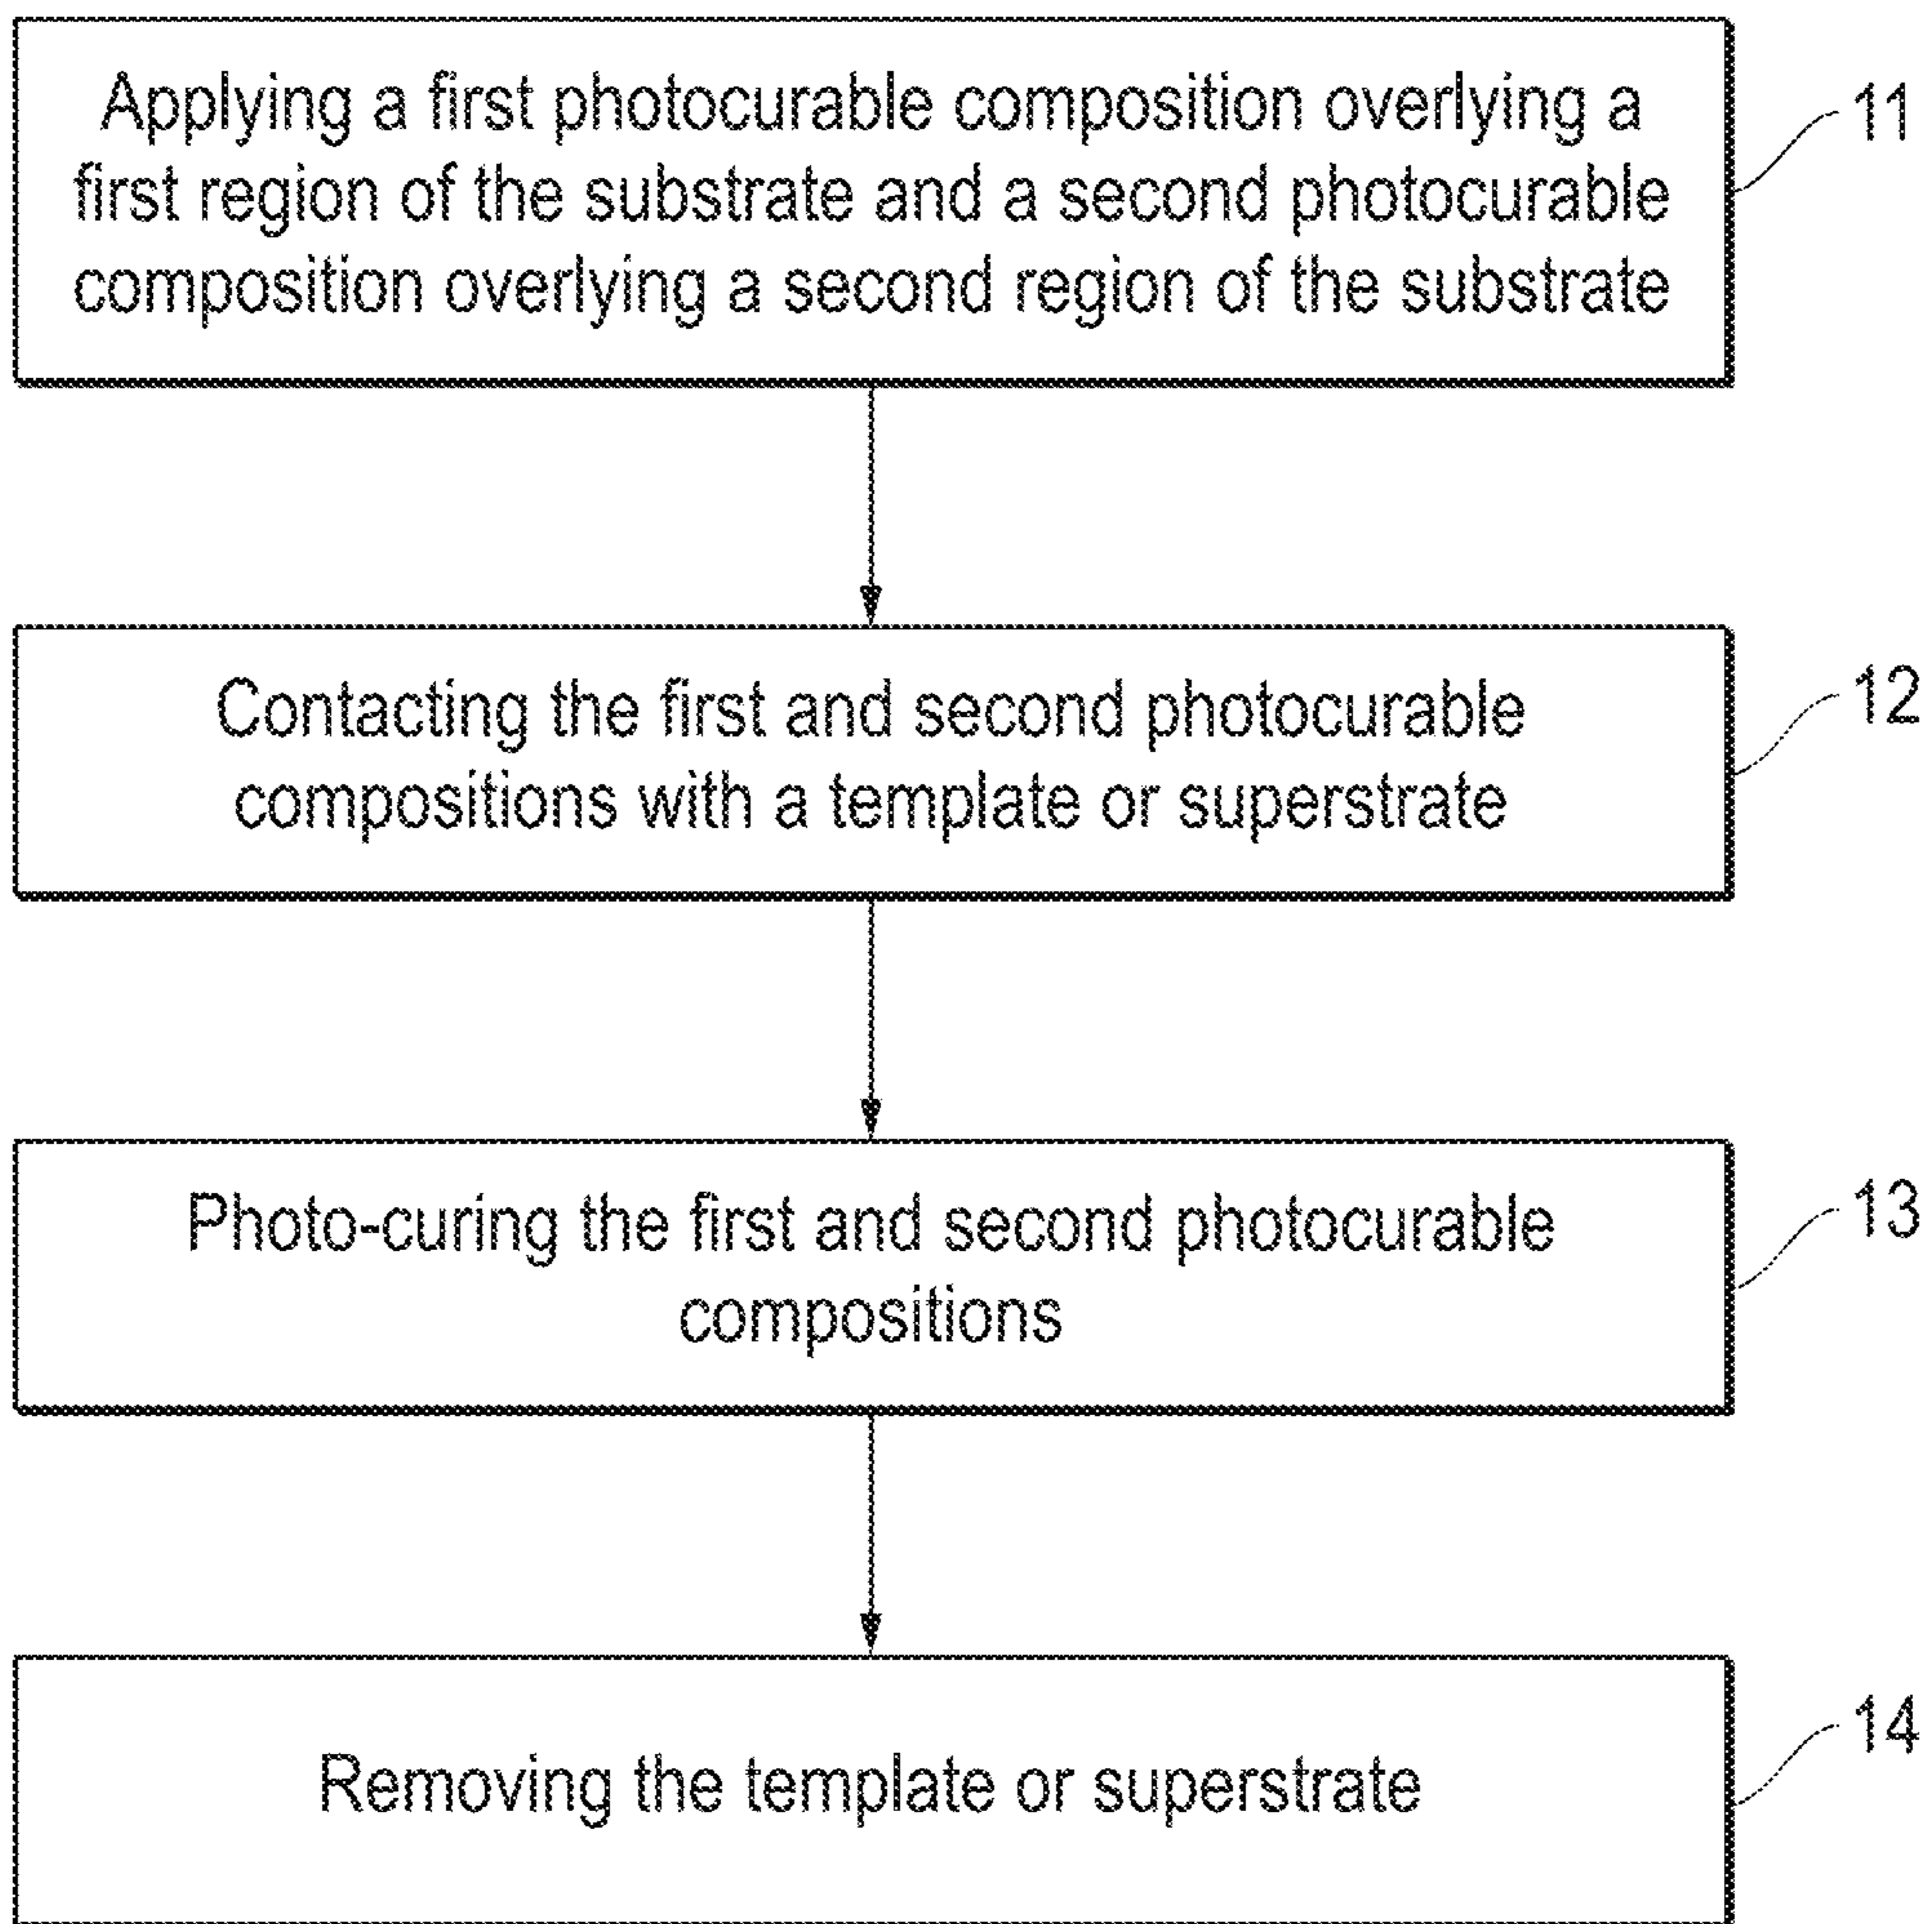 Applying a first photocurable composition overlying a
first region of the substrate and a second photocurable
composition overlying a second region of the substrate
11
Contacting the first and second photocurable
compositions with a template or superstrate
12
Photo-curing the first and second photocurable
compositions
13
Removing the template or superstrate
14